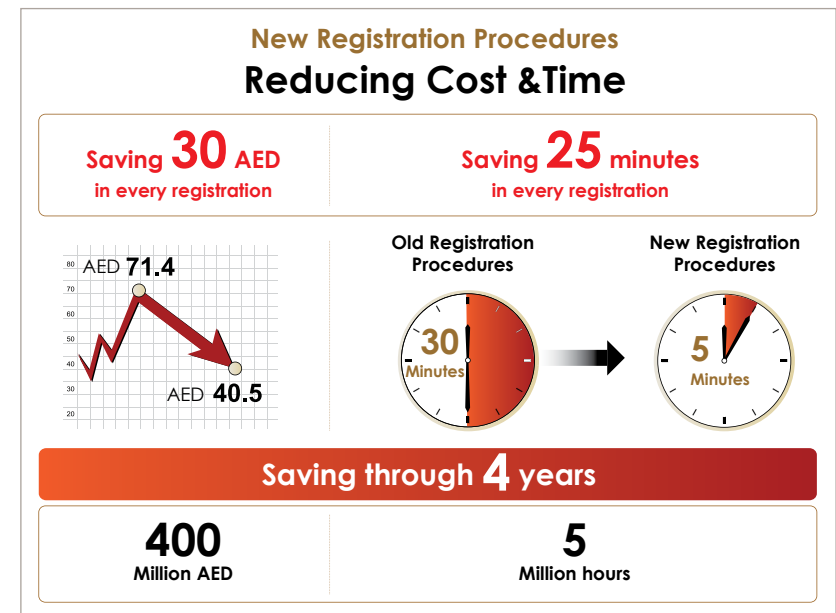 New Registration Procedures
Reducing Cost &Time
Saving 30 AED
in every registration
Saving 25 minutes
in every registration
80
70
60
50
40
30
20
AED 71.4
AED 40.5
Old Registration
Procedures
30
Minutes
New Registration
Procedures
5
Minutes
Saving through 4 years
400
Million AED
5
Million hours